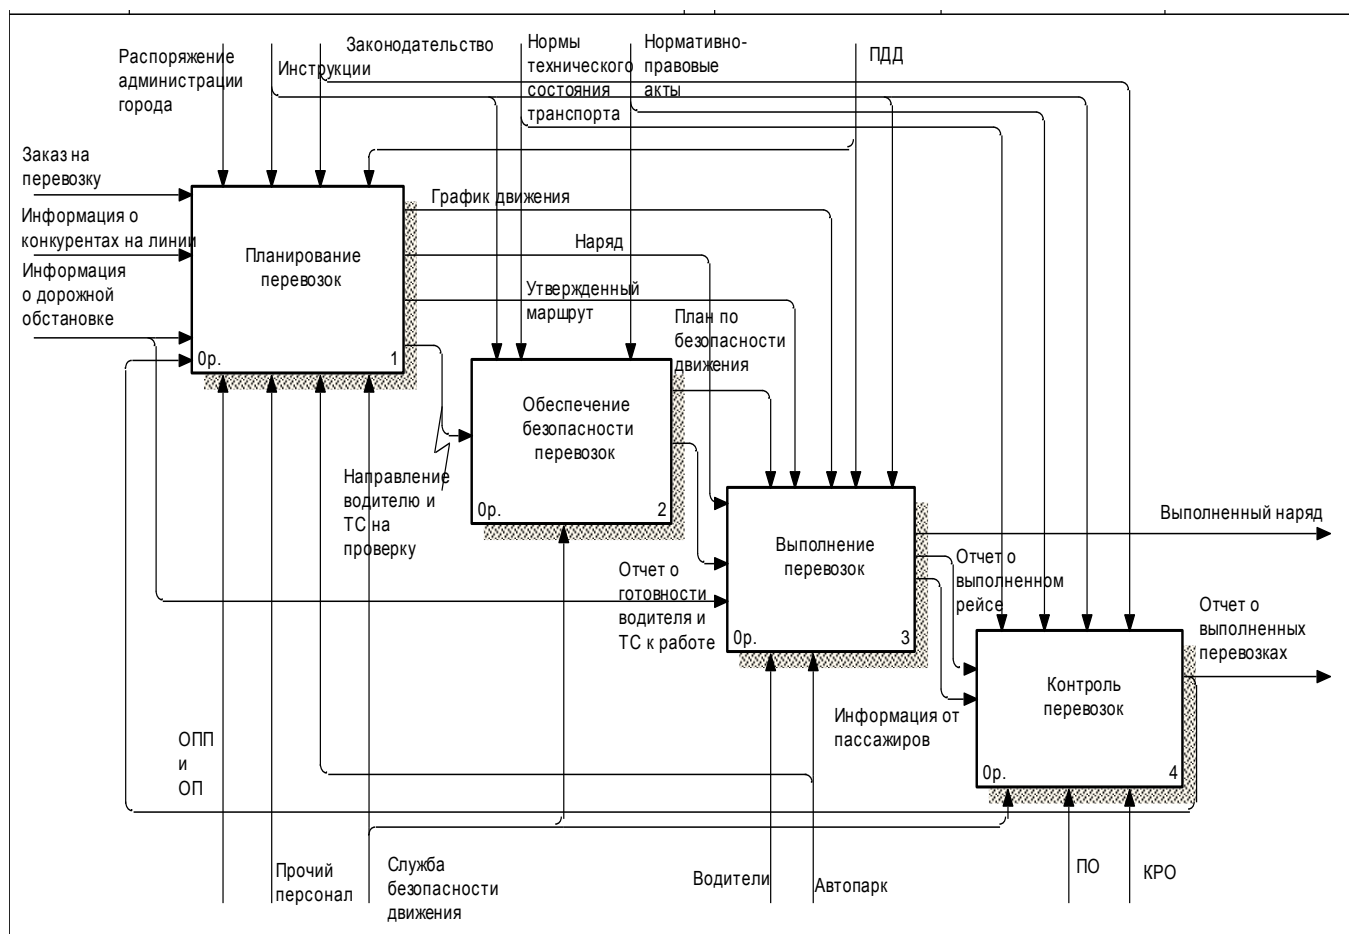 Распоряжение
администрации
города
Инструкции
Законодательство
Нормы
технического
состояния
транспорта
Нормативно-
правовые
акты
ПДД
Заказ на
перевозку
Информация о
конкурентах на линии
Информация
о дорожной
обстановке
Планирование
перевозок
0р.
1
График движения
Наряд
Утвержденный
маршрут
План по
безопасности
движения
Обеспечение
безопасности
перевозок
0р.
2
Направление
водителю и
ТС на
проверку
Отчет о
готовности
водителя и
ТС к работе
Выполнение
перевозок
0р.
3
Выполненный наряд
Отчет о
выполненном
рейсе
Отчет о
выполненных
перевозках
Информация от
пассажиров
Контроль
перевозок
0р.
4
ОПП
и
ОП
Прочий
персонал
Служба
безопасности
движения
Водители
Автопарк
ПО
КРО